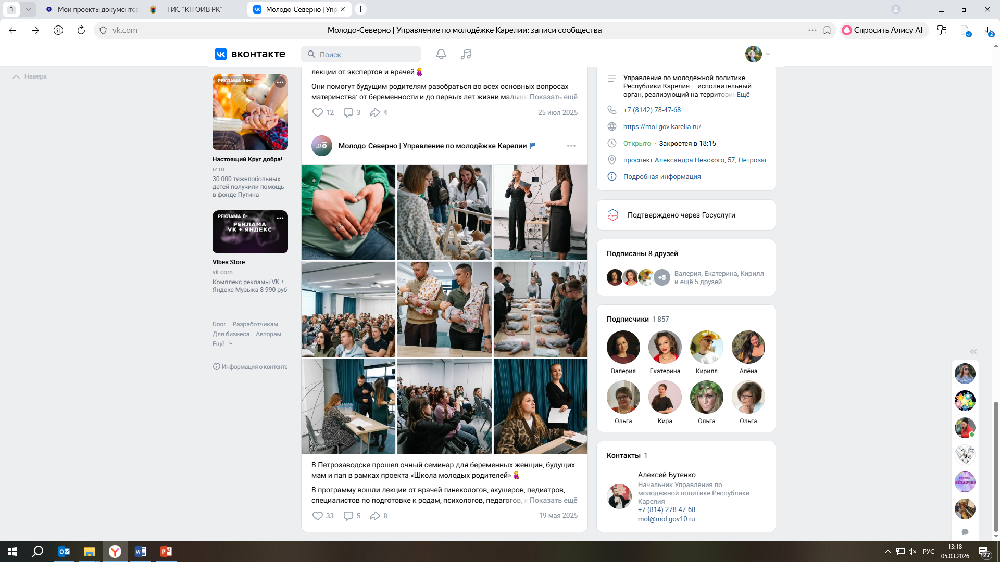 3
Мои проекты документов
ГИС "КП ОИВ РК"
Молодо-Северно | Упр
vk.com
Молодо-Северно | Управление по молодёжке Карелии: записи сообщества
Спросить Алису AI
2
вконтакте
Поиск
Наверх
РЕКЛАМА 18+
Настоящий Круг добра!
iz.ru
30 000 тяжелобольных
детей получили помощь
в фонде Путина
РЕКЛАМА 0+
РЕКЛАМА
VK + ЯНДЕКС
Vibes Store
vk.com
Комплекс рекламы VK +
Яндекс Музыка 8 990 руб
Блог Разработчикам
Для бизнеса Авторам
Ещё
Информация о контенте
лекции от экспертов и врачей
Они помогут будущим родителям разобраться во всех основных вопросах
материнства: от беременности и до первых лет жизни малыша Показать ещё
12 3 4 25 июл 2025
Молодо-Северно | Управление по молодёжке Карелии
В Петрозаводске прошел очный семинар для беременных женщин, будущих
мам и пап в рамках проекта «Школа молодых родителей»
В программу вошли лекции от врачей-гинекологов, акушеров, педиатров,
специалистов по подготовке к родам, психологов, педагогов, к Показать ещё
33 5 8 19 мая 2025
Управление по молодежной политике
Республики Карелия – исполнительный
орган, реализующий на территории Ещё
+7 (8142) 78-47-68
https://mol.gov.karelia.ru/
Открыто · Закроется в 18:15
проспект Александра Невского, 57, Петроза
Подробная информация
гос услуги
Подтверждено через Госуслуги
Подписаны 8 друзей
+5
Валерия, Екатерина, Кирилл
и ещё 5 друзей
Подписчики 1 857
Валерия Екатерина Кирилл Алёна
Ольга Кира Ольга Ольга
Контакты 1
Алексей Бутенко
Начальник Управления по
молодежной политике Республики
Карелия
+7 (814) 278-47-68
mol@mol.gov10.ru
РУС
13:18
05.03.2026
27